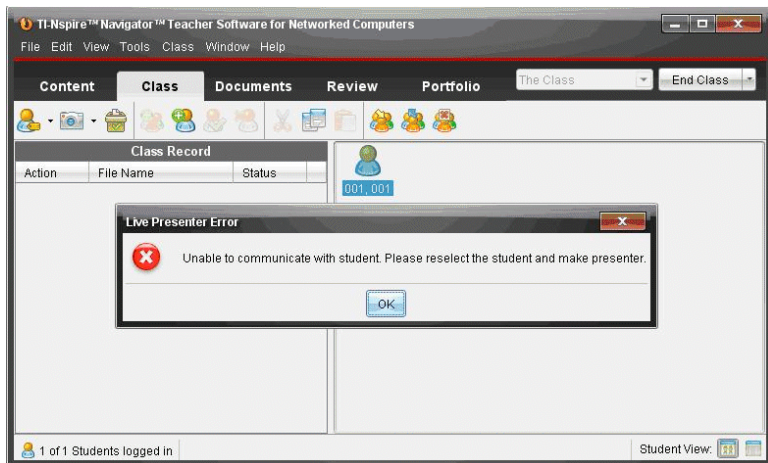 TI-Nspire™ Navigator™ Teacher Software for Networked Computers
File Edit View Tools Class Window Help
Content Class Documents Review Portfolio The Class End Class
Class Record
Action File Name Status
001, 001
Live Presenter Error
Unable to communicate with student. Please reselect the student and make presenter.
OK
1 of 1 Students logged in Student View: